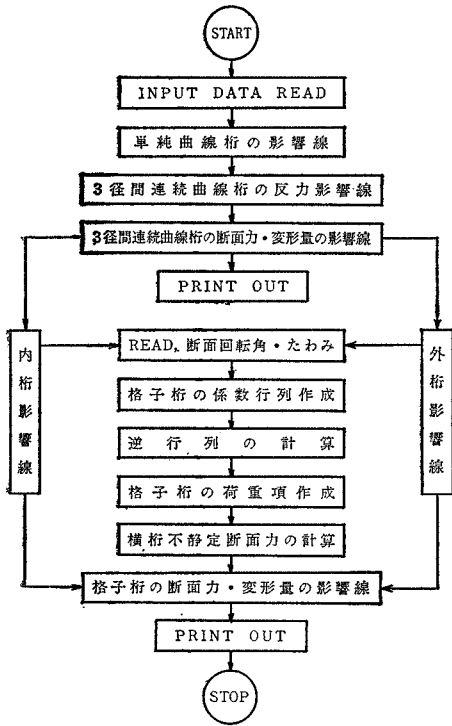 START
INPUT DATA READ
単純曲線桁の影響線
3径間連続曲線桁の反力影響線
3径間連続曲線桁の断面力・変形量の影響線
PRINT OUT
内桁影響線
READ、断面回転角・たわみ
外桁影響線
格子桁の係数行列作成
逆行列の計算
格子桁の荷重項作成
横桁不静定断面力の計算
格子桁の断面力・変形量の影響線
PRINT OUT
STOP